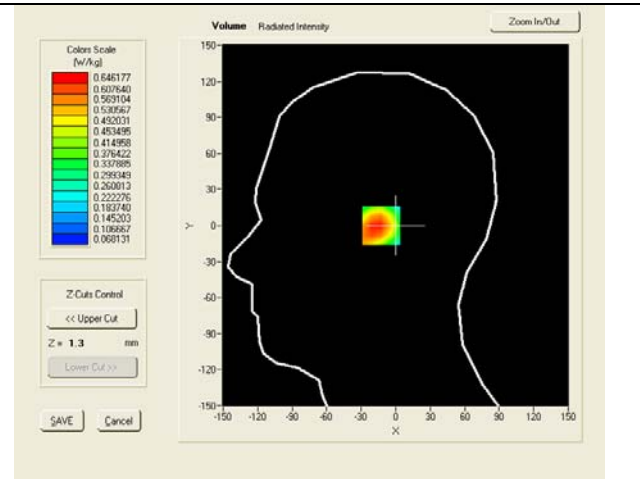 Volume Radiated Intensity
Zoom In/Out
Colors Scale
(W/kg)
0.646177
0.607640
0.569104
0.530567
0.492031
0.453495
0.414958
0.376422
0.337885
0.299349
0.260813
0.222276
0.183740
0.145203
0.106667
0.068131
Z-Cuts Control
<< Upper Cut
Z = 1.3 mm
Lower Cut >>
SAVE Cancel
150
120
90
60
30
0
-30
-60
-90
-120
-150
Y
-150 -120 -90 -60 -30 0 30 60 90 120 150
X